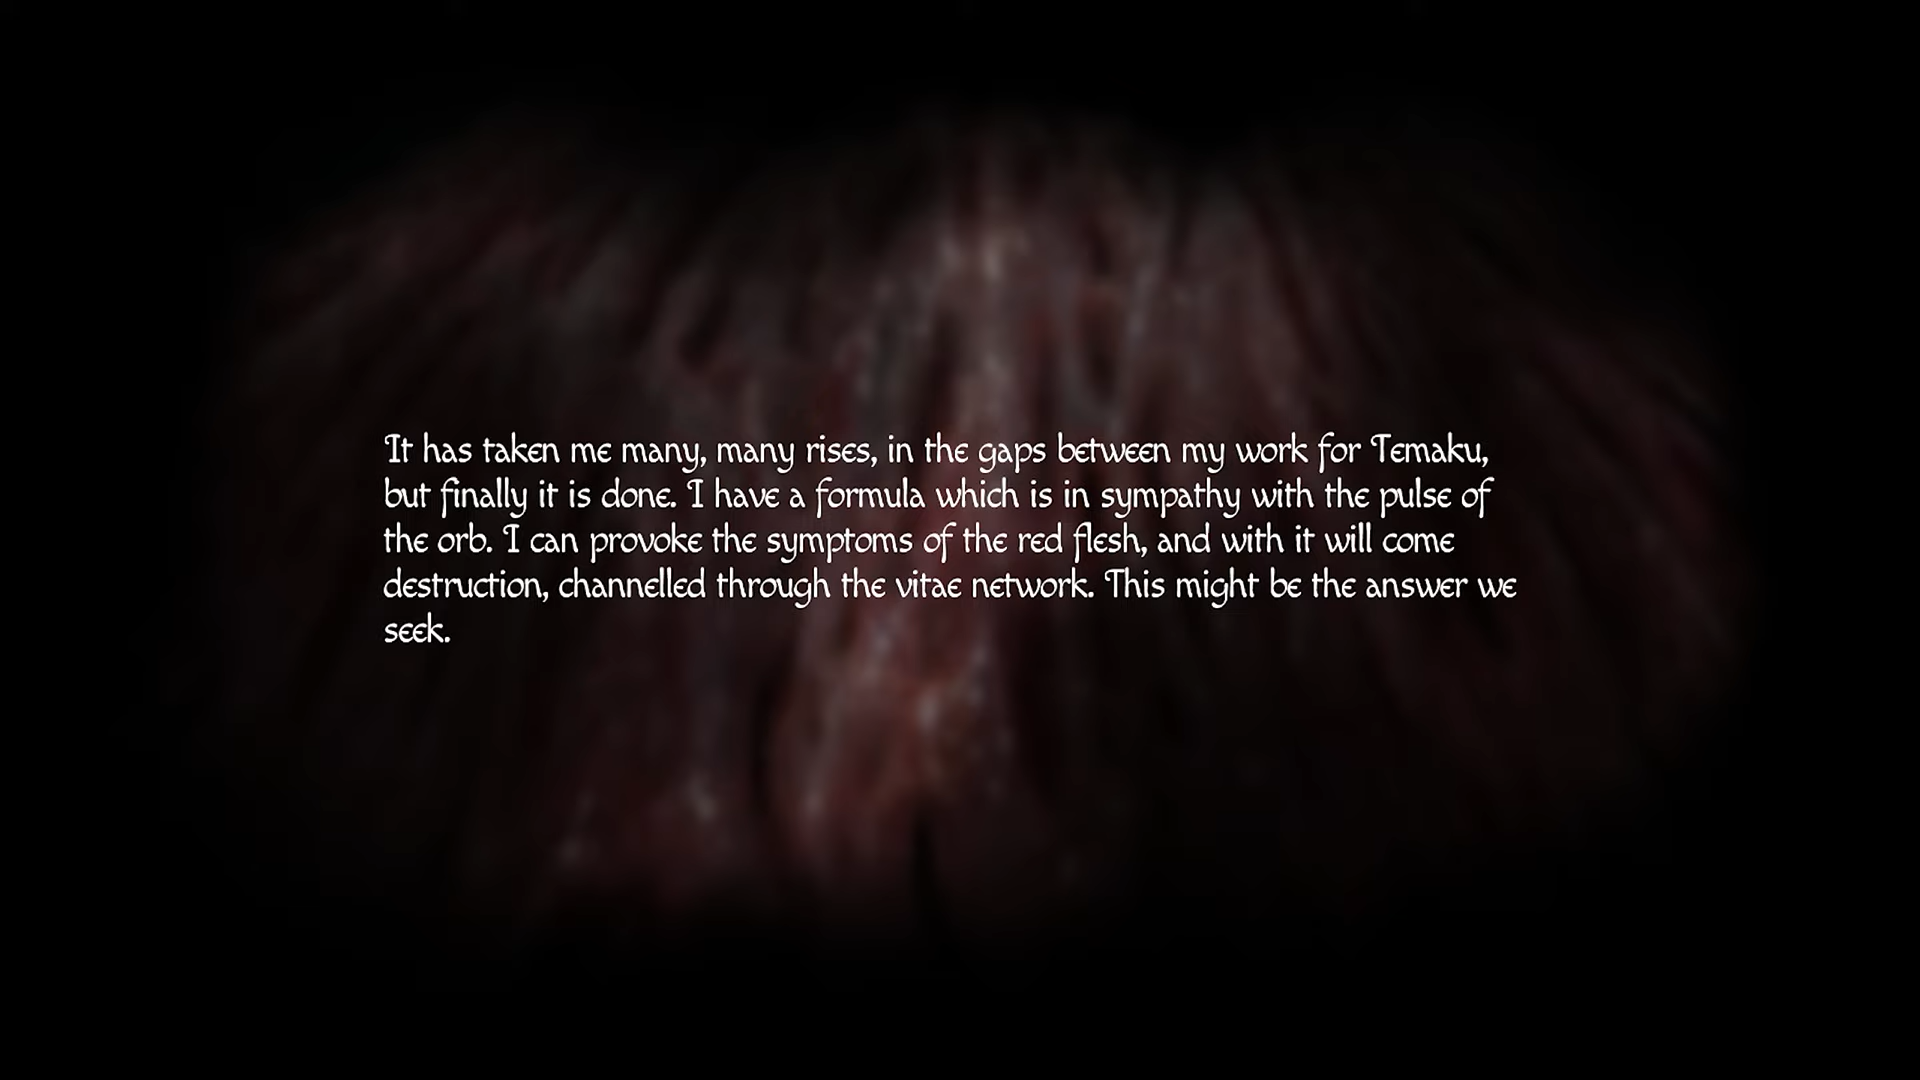 It has taken me many, many rises, in the gaps between my work for Temaku,
but finally it is done. I have a formula which is in sympathy with the pulse of
the orb. I can provoke the symptoms of the red flesh, and with it will come
destruction, channelled through the vitae network. This might be the answer we
seek.